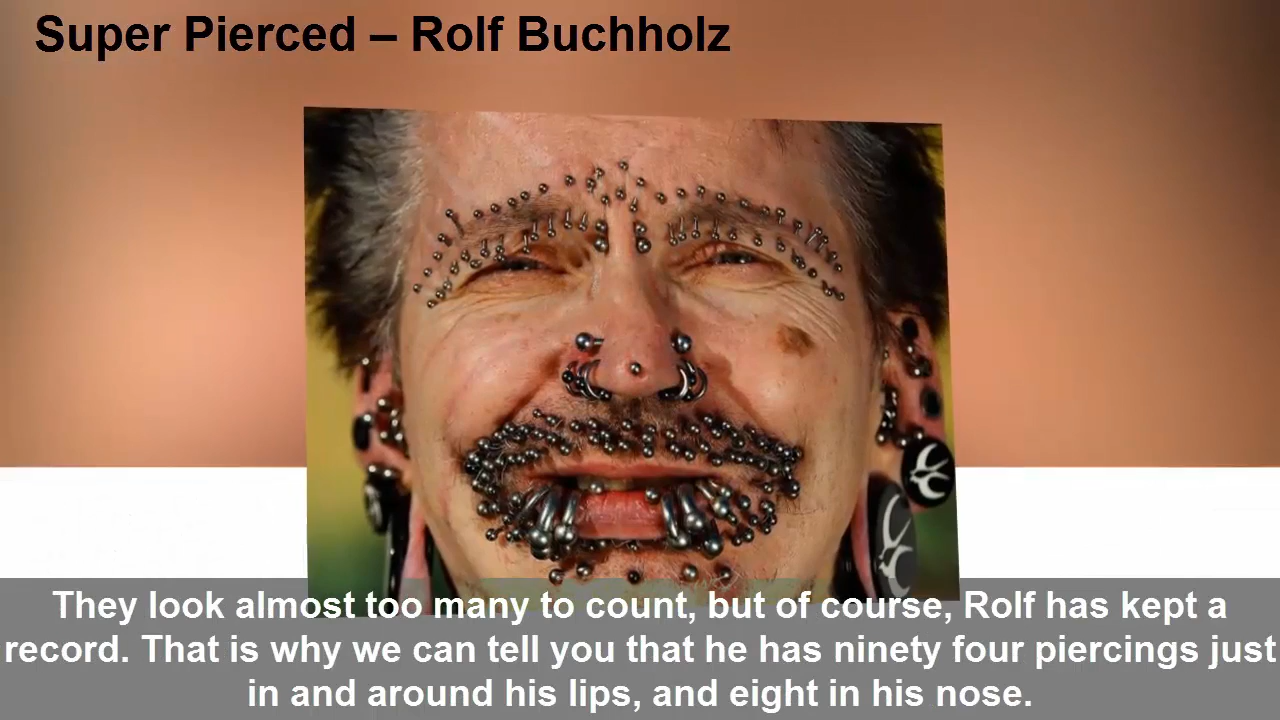 Super Pierced – Rolf Buchholz
They look almost too many to count, but of course, Rolf has kept a
record. That is why we can tell you that he has ninety four piercings just
in and around his lips, and eight in his nose.